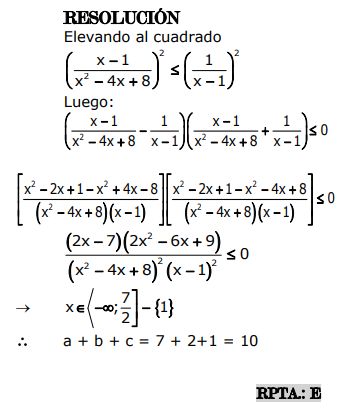 RESOLUCIÓN
Elevando al cuadrado
((x − 1)/(x² − 4x + 8))² ≤ (1/(x − 1))²
Luego:
((x − 1)/(x² − 4x + 8) − 1/(x − 1))((x − 1)/(x² − 4x + 8) + 1/(x − 1)) ≤ 0
[(x² − 2x + 1 − x² + 4x − 8)/((x² − 4x + 8)(x − 1))][(x² − 2x + 1 − x² − 4x + 8)/((x² − 4x + 8)(x − 1))] ≤ 0
((2x − 7)(2x² − 6x + 9))/((x² − 4x + 8)²(x − 1)²) ≤ 0
→ x ∈ ⟨−∞; 7/2] − {1}
∴ a + b + c = 7 + 2+1 = 10
RPTA.: E